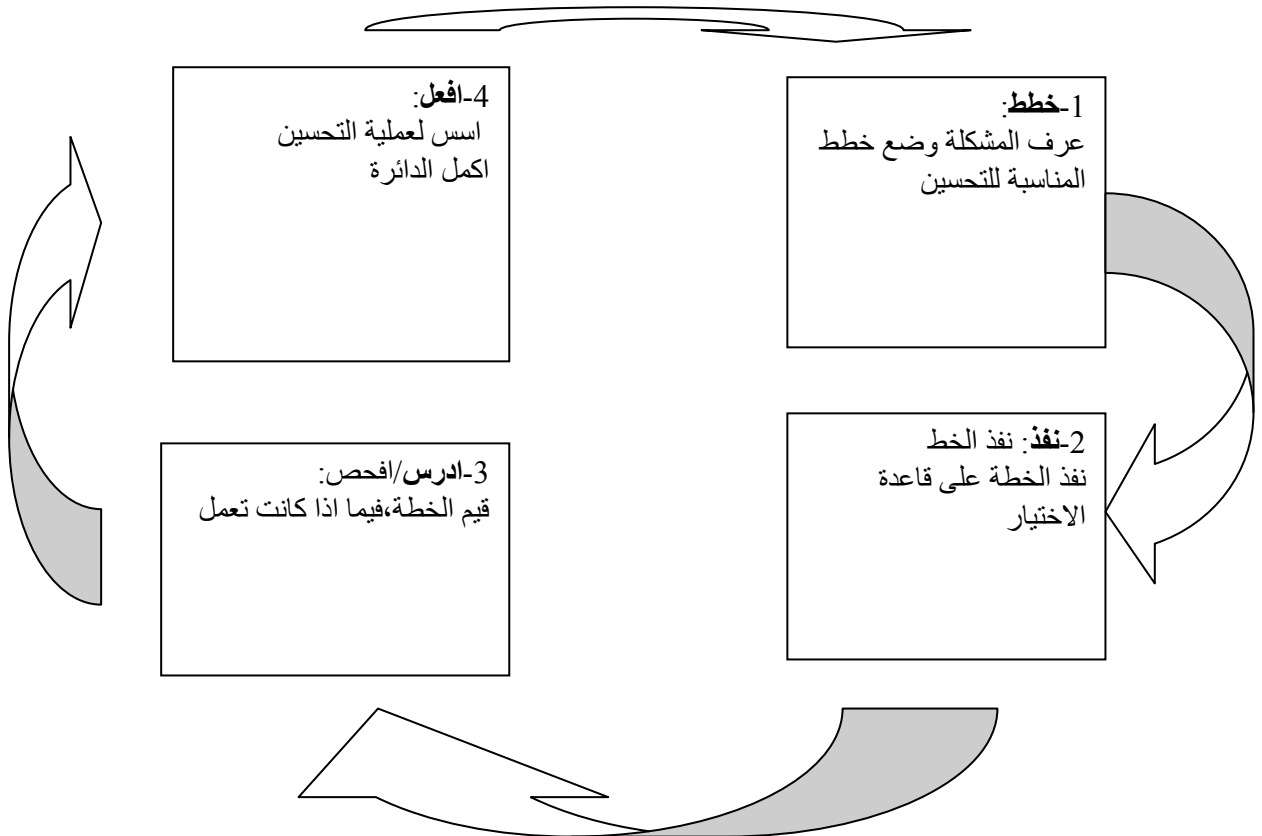 1-خطط:
عرف المشكلة وضع خطط
المناسبة للتحسين
2-نفذ: نفذ الخط
نفذ الخطة على قاعدة
الاختيار
3-ادرس/افحص:
قيم الخطة،فيما اذا كانت تعمل
4-افعل:
اسس لعملية التحسين
اكمل الدائرة